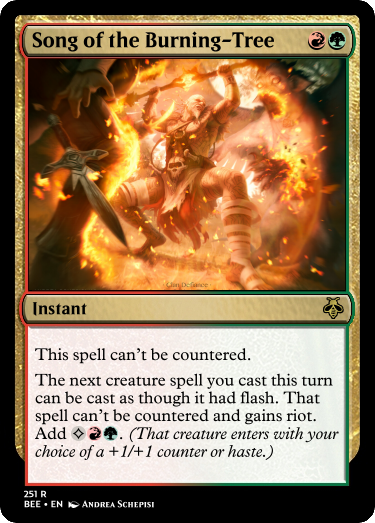 Song of the Burning-Tree
Instant
This spell can't be countered.
The next creature spell you cast this turn
can be cast as though it had flash. That
spell can't be countered and gains riot.
Add . (That creature enters with your
choice of a +1/+1 counter or haste.)
251 R
BEE • EN Andrea Schepisi